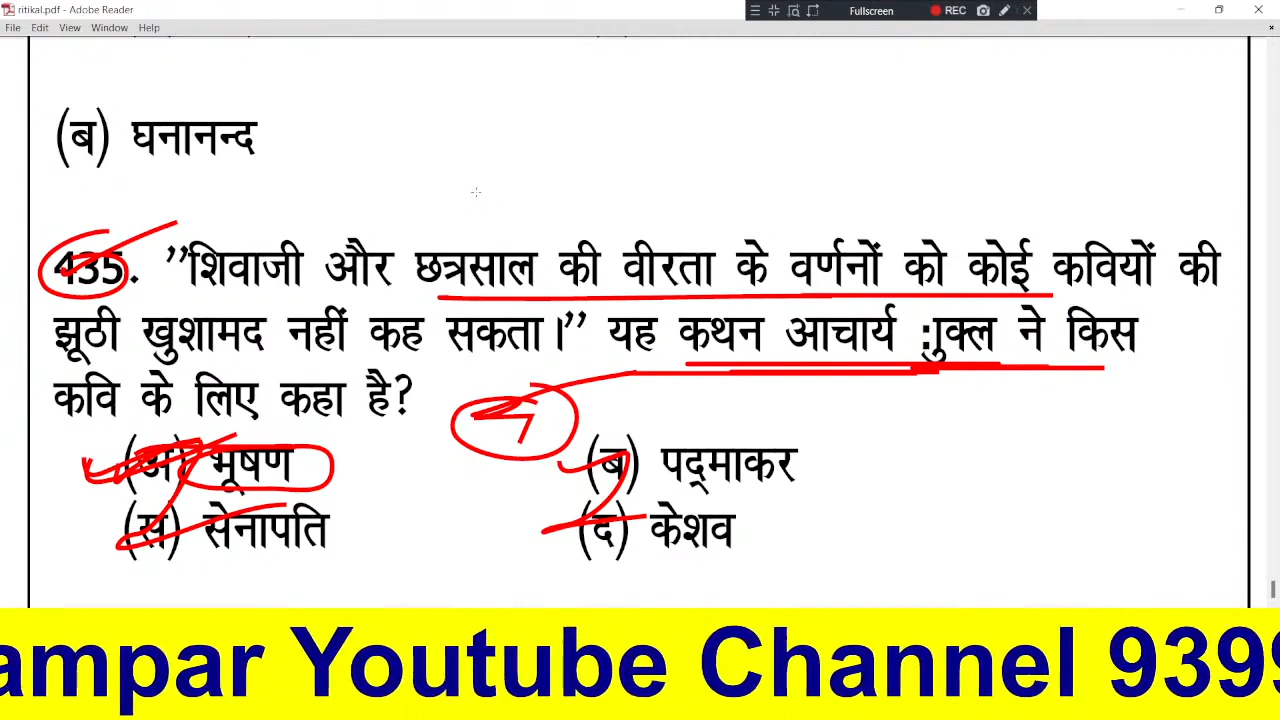 ritikal.pdf - Adobe Reader
Fullscreen REC
File Edit View Window Help
(ब) घनानन्द
435. ’’शिवाजी और छत्रसाल की वीरता के वर्णनों को कोई कवियों की
झूठी खुशामद नहीं कह सकता।’’ यह कथन आचार्य :ाुक्ल ने किस
कवि के लिए कहा है?
(अ) भूषण (ब) पद्माकर
(स) सेनापति (द) केशव
ampar Youtube Channel 9399